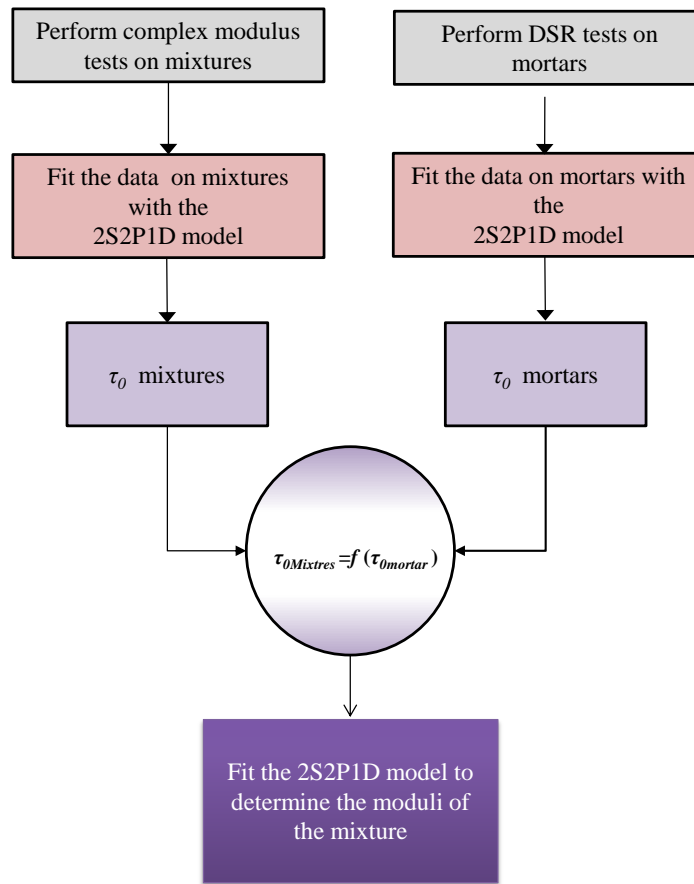 Perform complex modulus
tests on mixtures
Perform DSR tests on
mortars
Fit the data on mixtures
with the
2S2P1D model
Fit the data on mortars with
the
2S2P1D model
τ0 mixtures
τ0 mortars
τ0Mixtres=f (τ0mortar)
Fit the 2S2P1D model to
determine the moduli of
the mixture